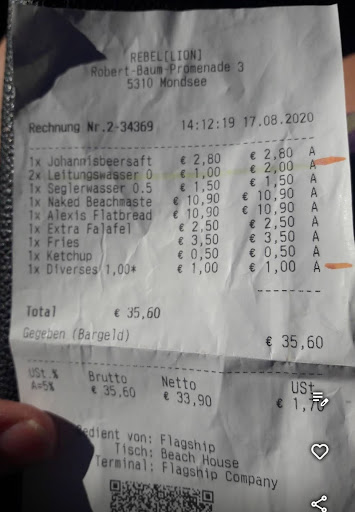 REBEL[LION]
Robert-Baum-Promenade 3
5310 Mondsee
Rechnung Nr.2-34369 14:12:19 17.08.2020
1x Johannisbeersaft € 2,80 € 2,80 A
2x Leitungswasser 0 € 1,00 € 2,00 A
1x Seglerwasser 0.5 € 1,50 € 1,50 A
1x Naked Beachmaste € 10,90 € 10,90 A
1x Alexis Flatbread € 10,90 € 10,90 A
1x Extra Falafel € 2,50 € 2,50 A
1x Fries € 3,50 € 3,50 A
1x Ketchup € 0,50 € 0,50 A
1x Diverses 1,00* € 1,00 € 1,00 A
Total € 35,60
Gegeben (Bargeld) € 35,60
USt.% Brutto Netto USt
A=5% € 35,60 € 33,90 € 1,70
Bedient von: Flagship
Tisch: Beach House
Terminal: Flagship Company